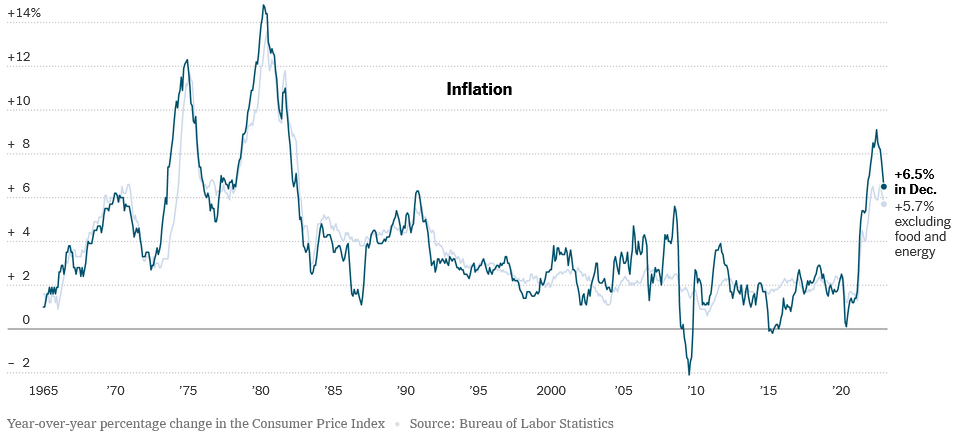 +14%
+12
+10
+ 8
+ 6
+ 4
+ 2
0
– 2
Inflation
+6.5%
in Dec.
+5.7%
excluding
food and
energy
1965 ’70 ’75 ’80 ’85 ’90 ’95 2000 ’05 ’10 ’15 ’20
Year-over-year percentage change in the Consumer Price Index • Source: Bureau of Labor Statistics